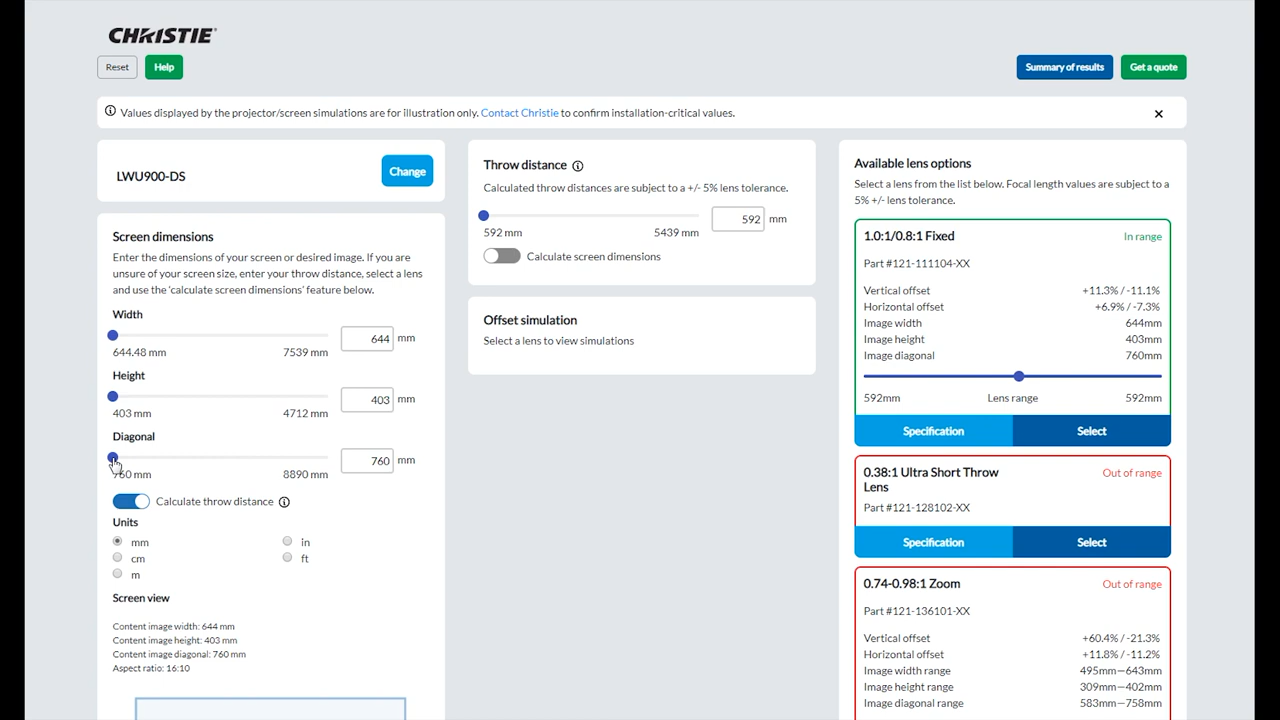 CHRISTIE
Reset
Help
Summary of results
Get a quote
Values displayed by the projector/screen simulations are for illustration only. Contact Christie to confirm installation-critical values.
LWU900-DS
Change
Screen dimensions
Enter the dimensions of your screen or desired image. If you are
unsure of your screen size, enter your throw distance, select a lens
and use the 'calculate screen dimensions' feature below.
Width
644 mm
644.48 mm 7539 mm
Height
403 mm
403 mm 4712 mm
Diagonal
760 mm
760 mm 8890 mm
Calculate throw distance
Units
mm in
cm ft
m
Screen view
Content image width: 644 mm
Content image height: 403 mm
Content image diagonal: 760 mm
Aspect ratio: 16:10
Throw distance
Calculated throw distances are subject to a +/- 5% lens tolerance.
592 mm
592 mm 5439 mm
Calculate screen dimensions
Offset simulation
Select a lens to view simulations
Available lens options
Select a lens from the list below. Focal length values are subject to a
5% +/- lens tolerance.
1.0:1/0.8:1 Fixed In range
Part #121-111104-XX
Vertical offset +11.3% / -11.1%
Horizontal offset +6.9% / -7.3%
Image width 644mm
Image height 403mm
Image diagonal 760mm
592mm Lens range 592mm
Specification Select
0.38:1 Ultra Short Throw Out of range
Lens
Part #121-128102-XX
Specification Select
0.74-0.98:1 Zoom Out of range
Part #121-136101-XX
Vertical offset +60.4% / -21.3%
Horizontal offset +11.8% / -11.2%
Image width range 495mm—643mm
Image height range 309mm—402mm
Image diagonal range 583mm—758mm